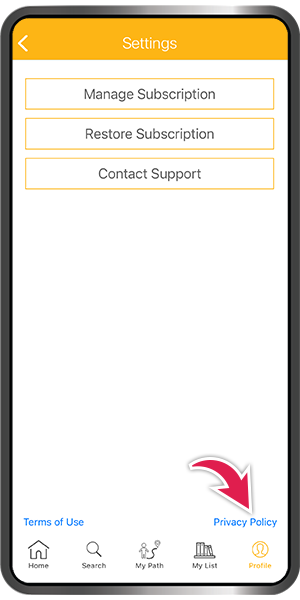 Settings
Manage Subscription
Restore Subscription
Contact Support
Terms of Use Privacy Policy
Home Search My Path My List Profile